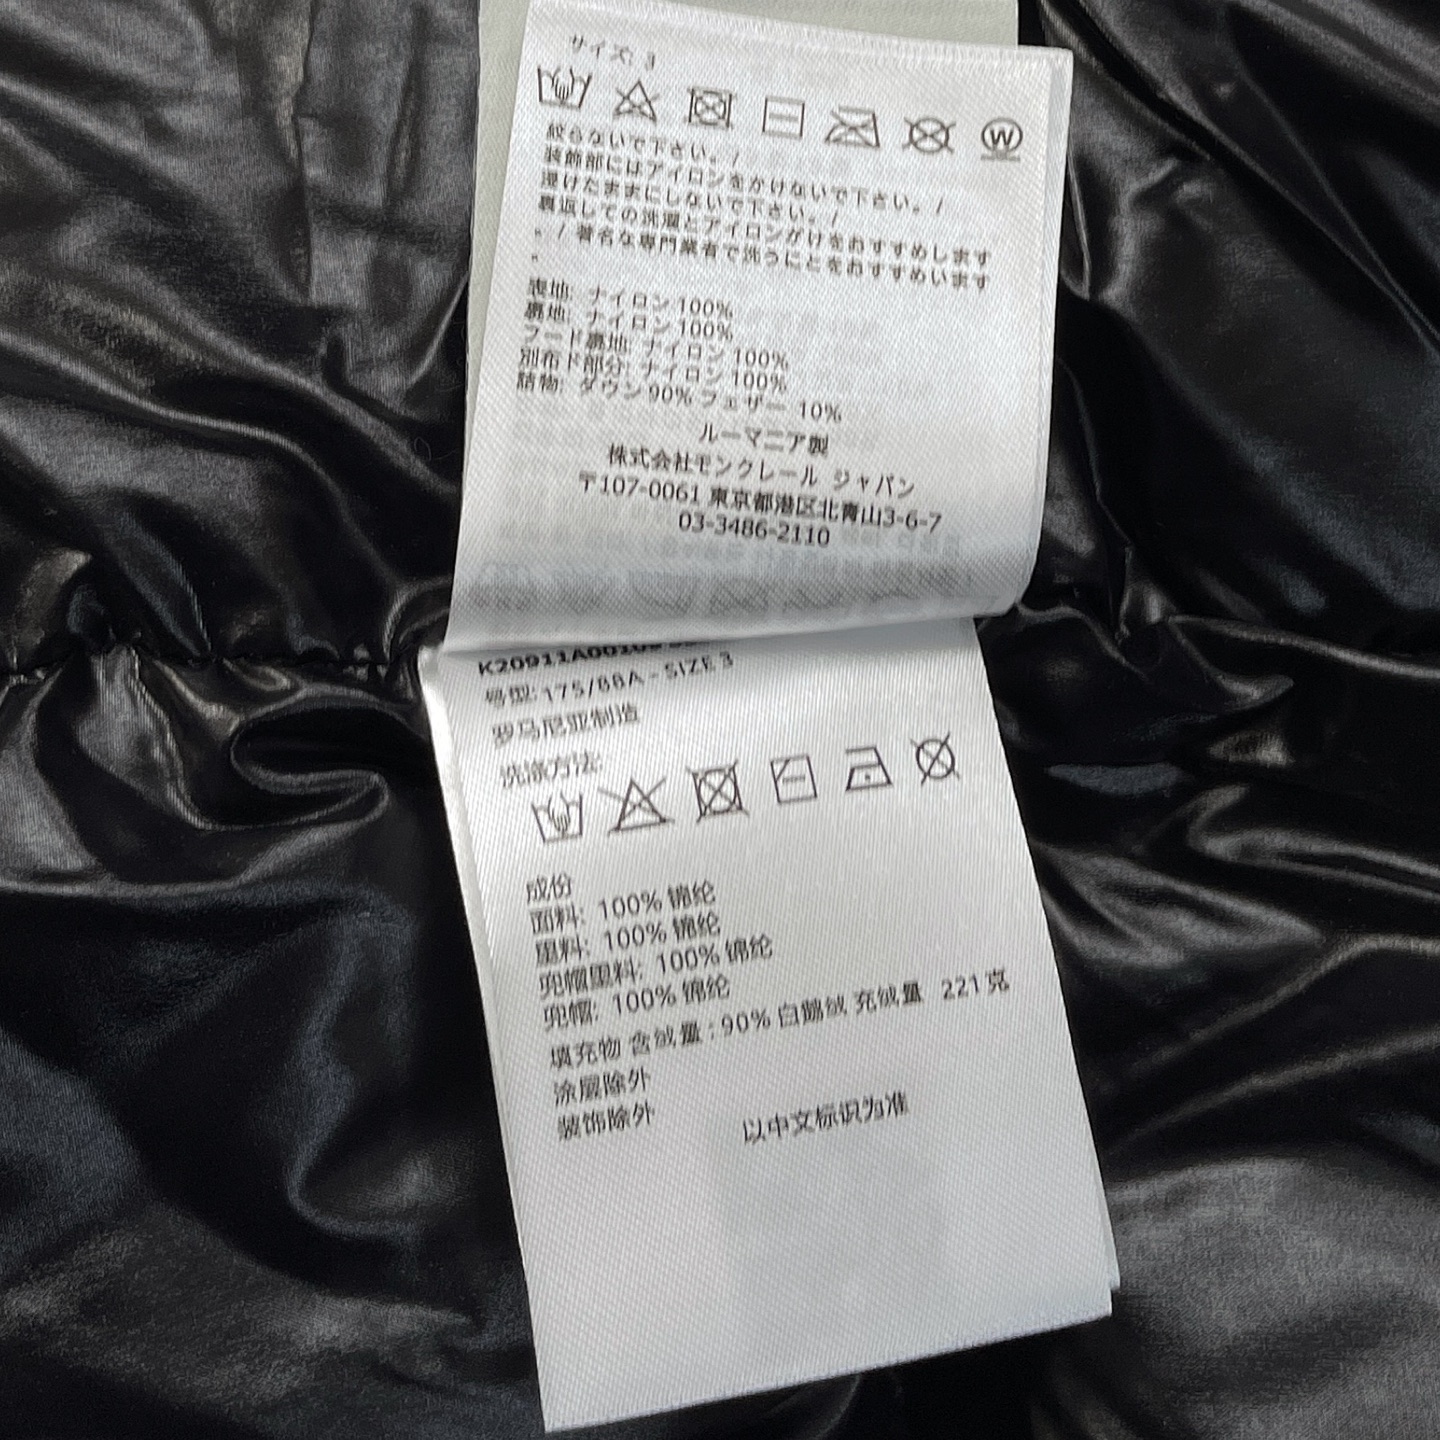 サイズ: 3
W
絞らないで下さい。/
装飾部にはアイロンをかけないで下さい。/
浸けたままにしないで下さい。/
裏返しての洗濯とアイロンがけをおすすめします
。/ 著名な専門業者で洗うにとをおすすめいます
。
表地: ナイロン 100%
裏地: ナイロン 100%
フード裏地: ナイロン 100%
別布ド部分: ナイロン 100%
詰物: ダウン 90% フェザー 10%
ルーマニア製
株式会社モンクレール ジャパン
〒107-0061 東京都港区北青山3-6-7
03-3486-2110
K20911A00109
号型: 175/88A - SIZE 3
罗马尼亚制造
洗涤方法:
成份
面料: 100% 锦纶
里料: 100% 锦纶
兜帽里料: 100% 锦纶
兜帽: 100% 锦纶
填充物 含绒量 : 90% 白鹅绒 充绒量 221 克
涂层除外
装饰除外
以中文标识为准